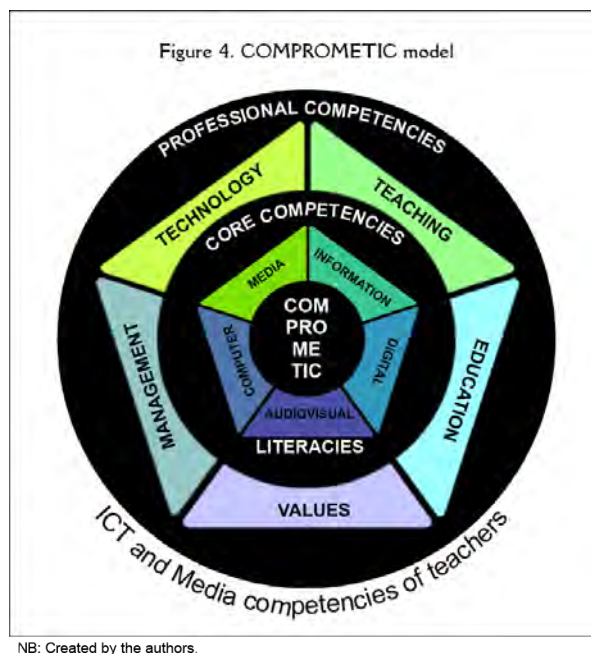 Figure 4. COMPROMETIC model
PROFESSIONAL COMPETENCIES
TECHNOLOGY
TEACHING
CORE COMPETENCIES
MEDIA
INFORMATION
COM
PRO
ME
TIC
COMPUTER
DIGITAL
AUDIOVISUAL
LITERACIES
MANAGEMENT
EDUCATION
VALUES
ICT and Media competencies of teachers
NB: Created by the authors.